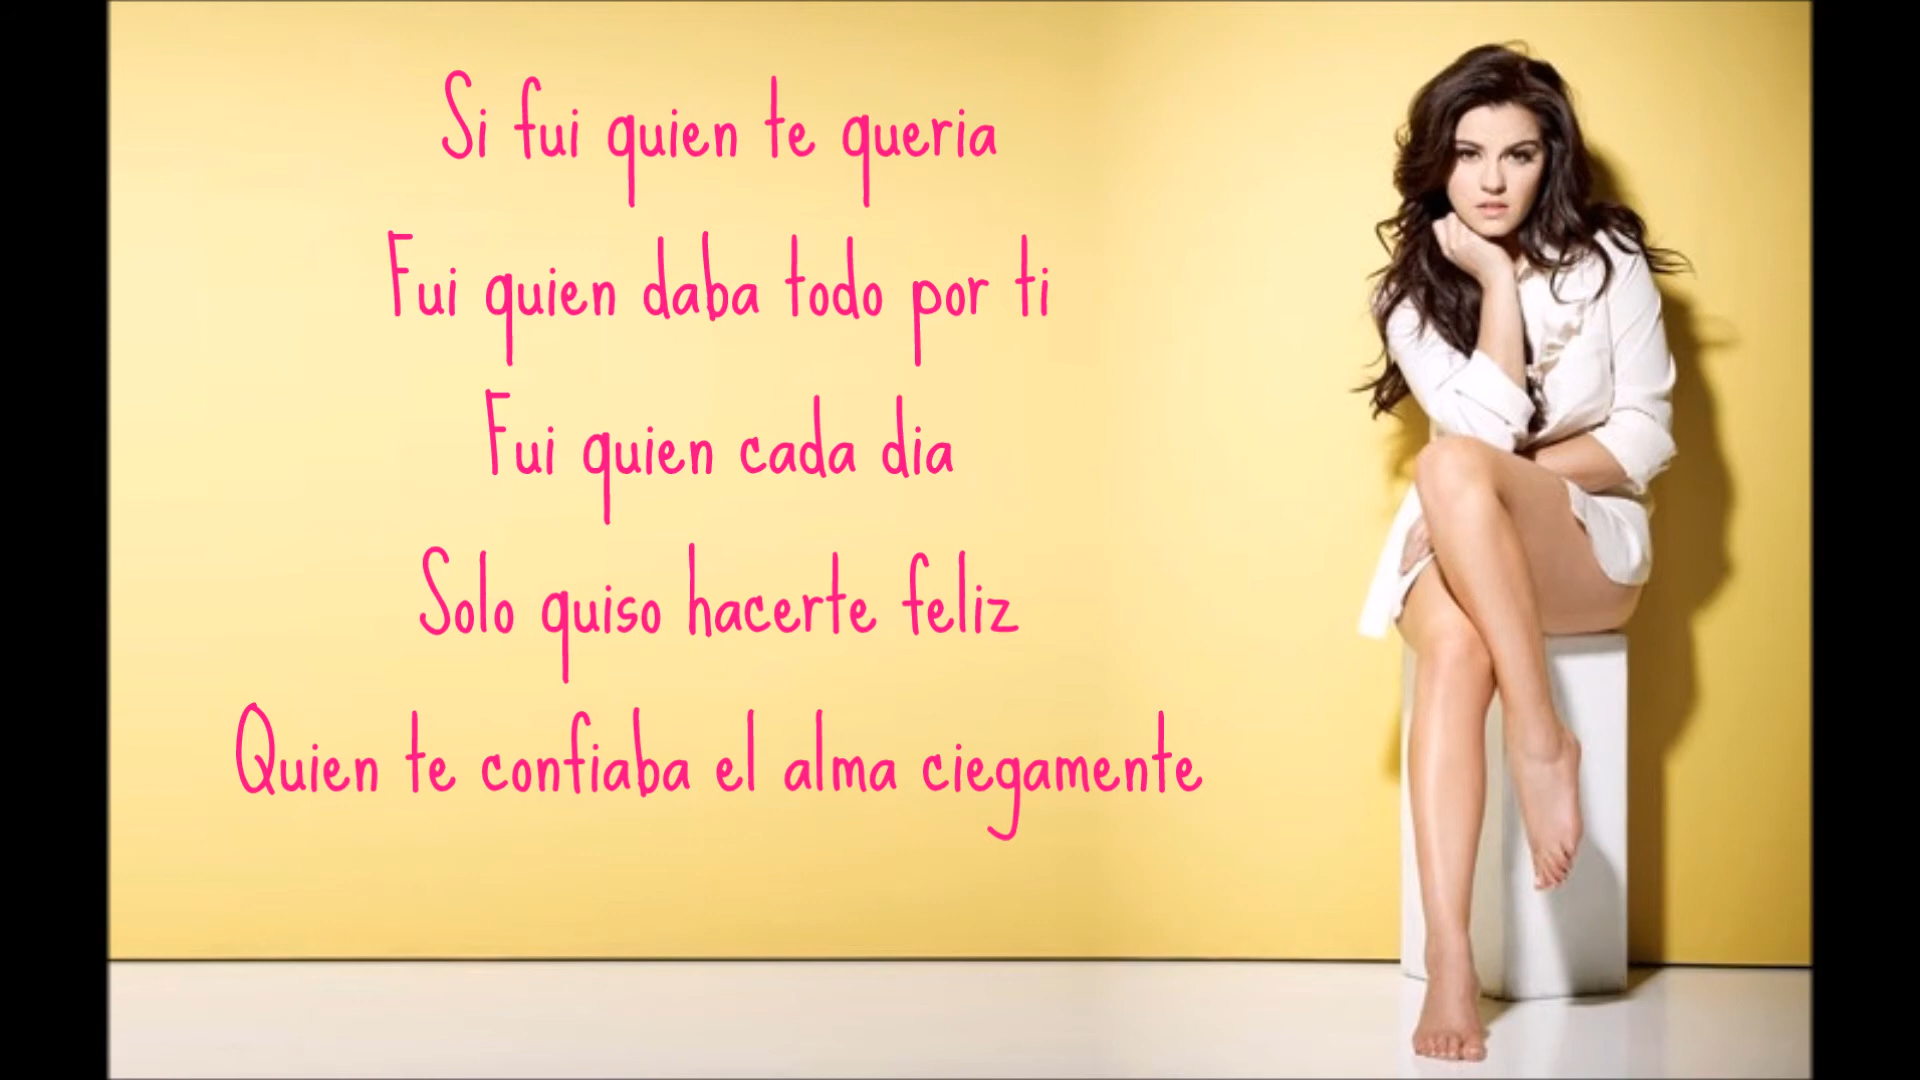 Si fui quien te queria
Fui quien daba todo por ti
Fui quien cada dia
Solo quiso hacerte feliz
Quien te confiaba el alma ciegamente